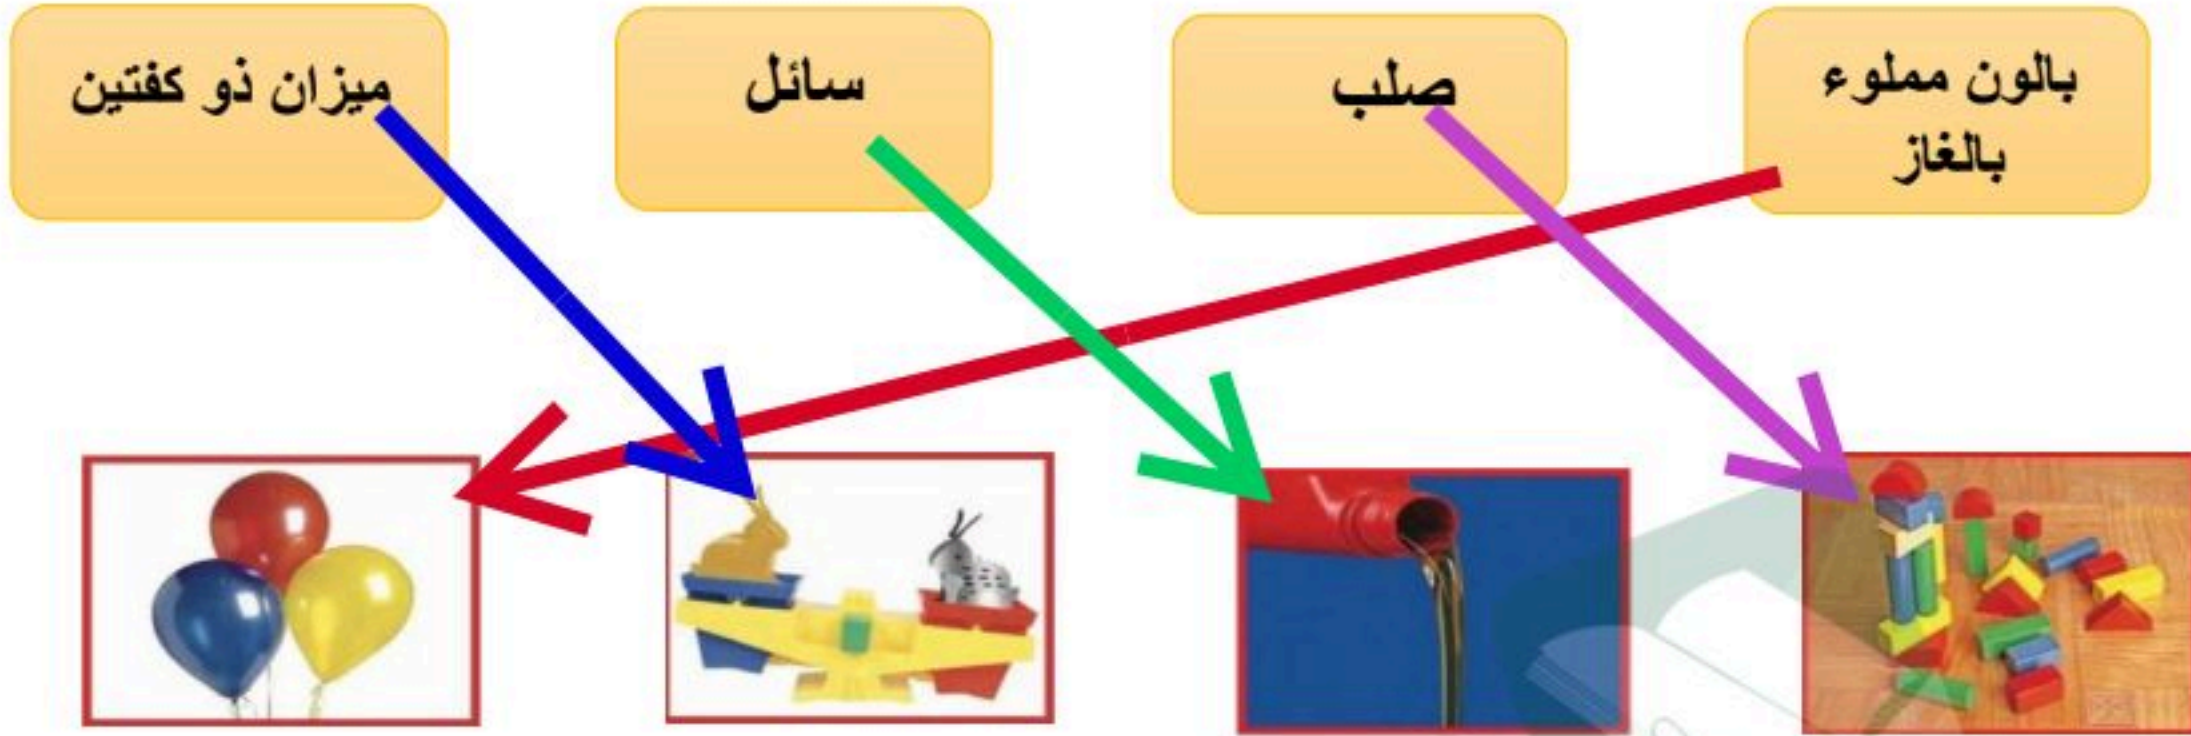 بالون مملوء
بالغاز
صلب
سائل
ميزان ذو كفتين